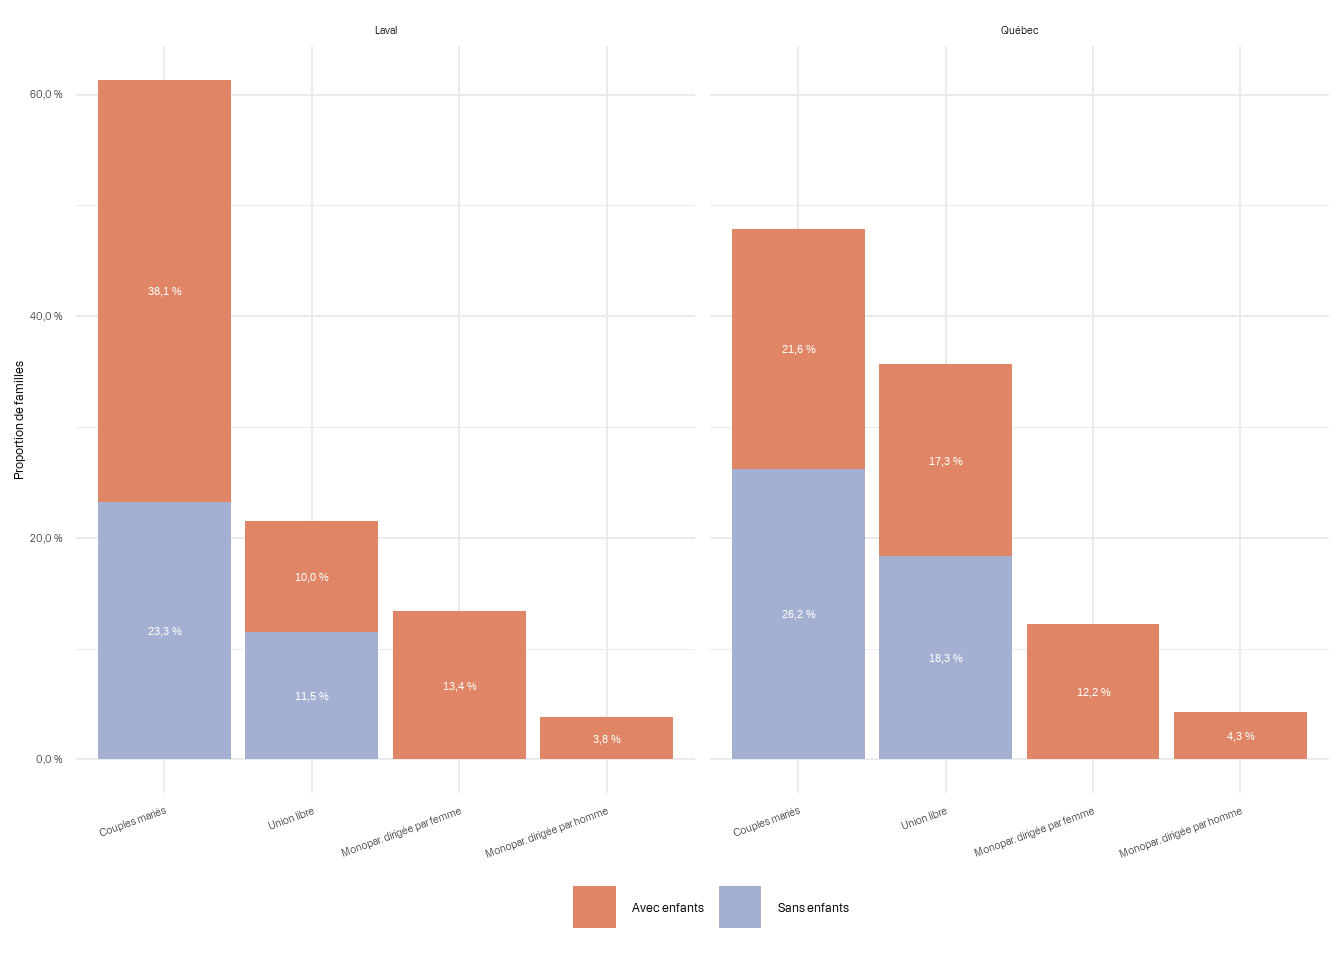 Laval
Québec
Proportion de familles
60,0 %
40,0 %
20,0 %
0,0 %
38,1 %
23,3 %
10,0 %
11,5 %
13,4 %
3,8 %
21,6 %
26,2 %
17,3 %
18,3 %
12,2 %
4,3 %
Couples mariés
Union libre
Monopar. dirigée par femme
Monopar. dirigée par homme
Couples mariés
Union libre
Monopar. dirigée par femme
Monopar. dirigée par homme
Avec enfants
Sans enfants